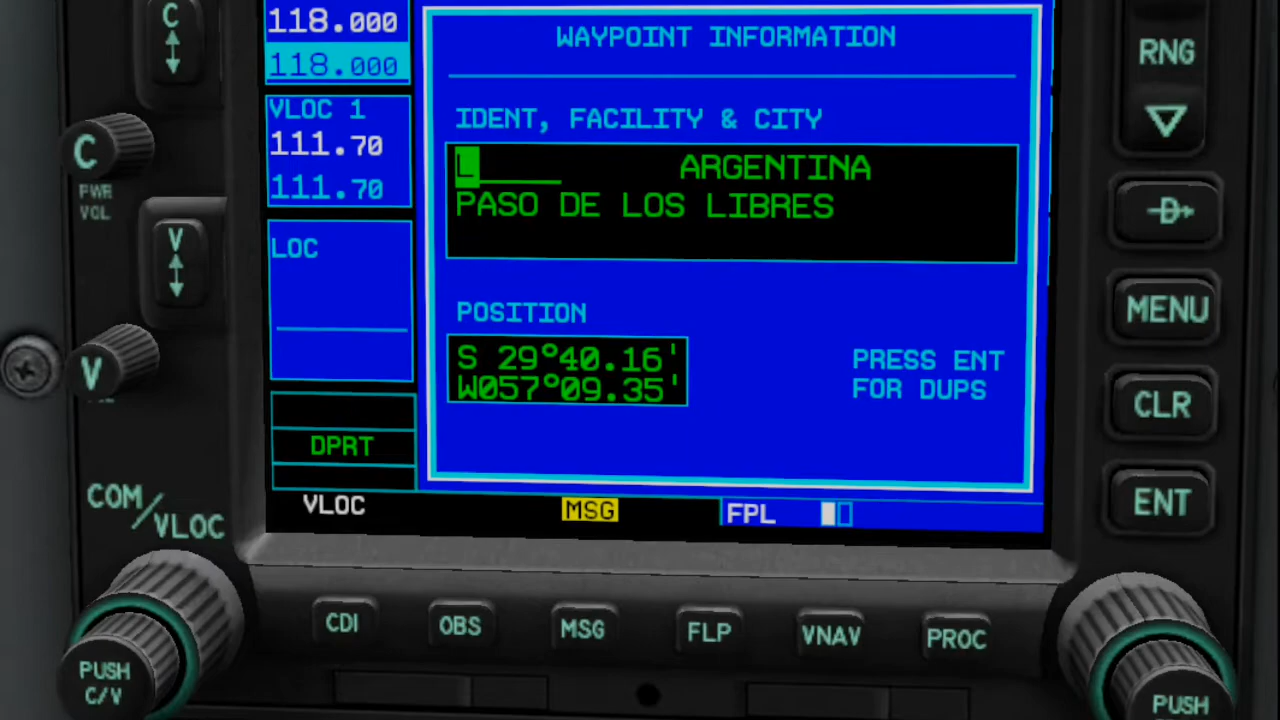 C
118.000
118.000
C
PWR
VOL
VLOC 1
111.70
111.70
V
LOC
V
DPRT
VLOC
COM/VLOC
PUSH
C/V
WAYPOINT INFORMATION
IDENT, FACILITY & CITY
L_____ ARGENTINA
PASO DE LOS LIBRES
POSITION
S 29°40.16'
W057°09.35'
PRESS ENT
FOR DUPS
MSG
FPL
RNG
D
MENU
CLR
ENT
CDI
OBS
MSG
FLP
VNAV
PROC
PUSH